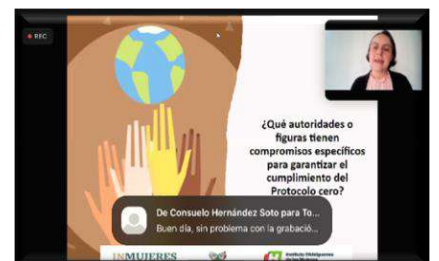 REC
¿Qué autoridades o
figuras tienen
compromisos específicos
para garantizar el
cumplimiento del
Protocolo cero?
De Consuelo Hernández Soto para To...
Buen día, sin problema con la grabació...
INMUJERES
Instituto Hidalguense
de las Mujeres